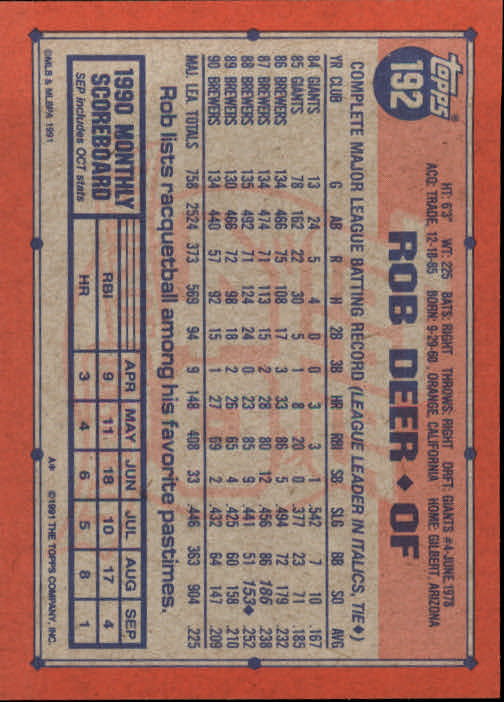 topps®
192
HT: 6'3" WT: 225 BATS: RIGHT THROWS: RIGHT DRFT: GIANTS #4-JUNE, 1978
ACQ: TRADE, 12-18-85 BORN: 9-29-60, ORANGE, CALIFORNIA HOME: GILBERT, ARIZONA
ROB DEER ♦ OF
COMPLETE MAJOR LEAGUE BATTING RECORD (LEAGUE LEADER IN ITALICS, TIE♦)
YR CLUB G AB R H 2B 3B HR RBI SB SLG BB SO AVG
84 GIANTS 13 24 5 4 0 0 3 3 1 .542 7 10 .167
85 GIANTS 78 162 22 30 5 1 8 20 0 .377 23 71 .185
86 BREWERS 134 466 75 108 17 3 33 86 5 .494 72 179 .232
87 BREWERS 134 474 71 113 15 2 28 80 12 .456 86 186 .238
88 BREWERS 135 492 71 124 24 0 23 85 9 .441 51 153♦ .252
89 BREWERS 130 466 72 98 18 2 26 65 4 .425 60 158 .210
90 BREWERS 134 440 57 92 15 1 27 69 2 .432 64 147 .209
MAJ. LEA. TOTALS 758 2524 373 569 94 9 148 408 33 .446 363 904 .225
Rob lists racquetball among his favorite pastimes.
1990 MONTHLY
SCOREBOARD
SEP includes OCT stats
APR MAY JUN JUL AUG SEP
RBI 9 11 18 10 17 4
HR 3 4 6 5 8 1
©MLB & MLBPA 1991
A* ©1991 THE TOPPS COMPANY, INC.